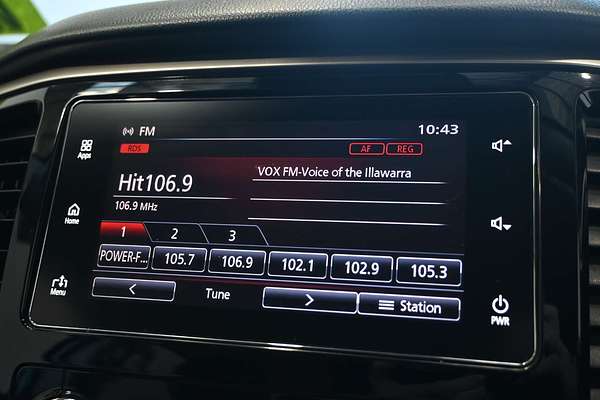 FM
10:43
RDS
AF
REG
Apps
Hit106.9
VOX FM-Voice of the Illawarra
106.9 MHz
Home
1
2
3
POWER-F...
105.7
106.9
102.1
102.9
105.3
Menu
<
Tune
>
Station
PWR